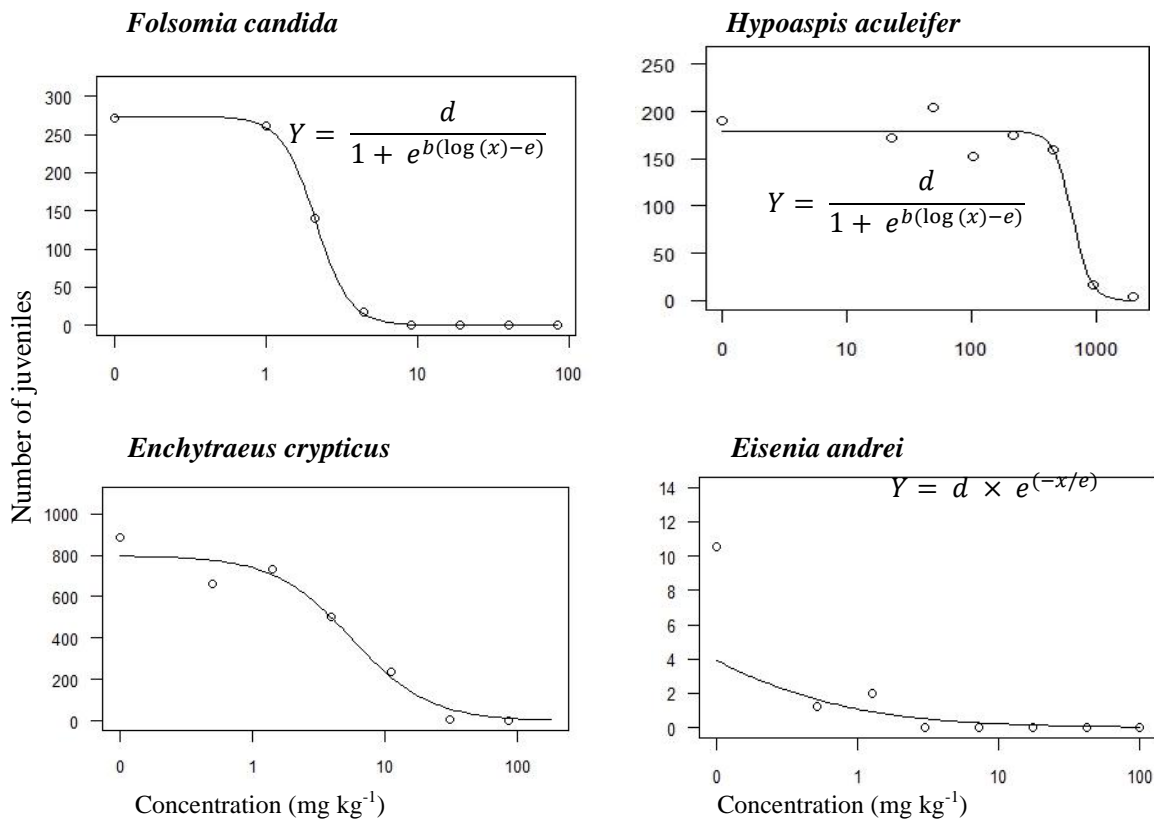 Folsomia candida
Hypoaspis aculeifer
Number of juveniles
300
250
200
150
100
50
0
0 1 10 100
Y = d / (1 + e^{b(log (x)−e)})
250
200
150
100
50
0
0 10 100 1000
Y = d / (1 + e^{b(log (x)−e)})
Enchytraeus crypticus
Eisenia andrei
1000
800
600
400
200
0
0 1 10 100
Concentration (mg kg⁻¹)
Y = d × e^{(−x/e)}
14
12
10
8
6
4
2
0
0 1 10 100
Concentration (mg kg⁻¹)